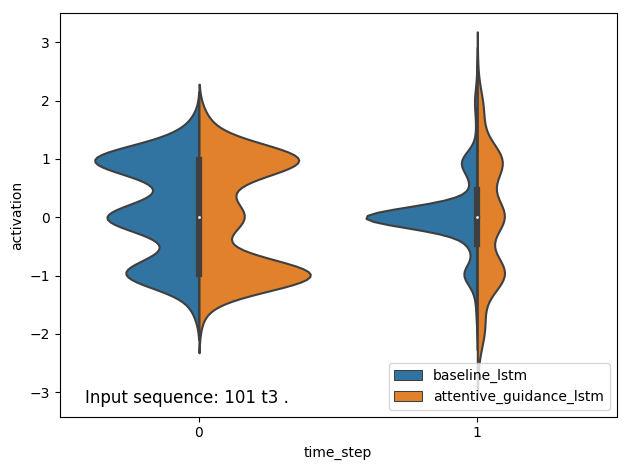 3
2
1
0
−1
−2
−3
activation
Input sequence: 101 t3 .
baseline_lstm
attentive_guidance_lstm
0 1
time_step